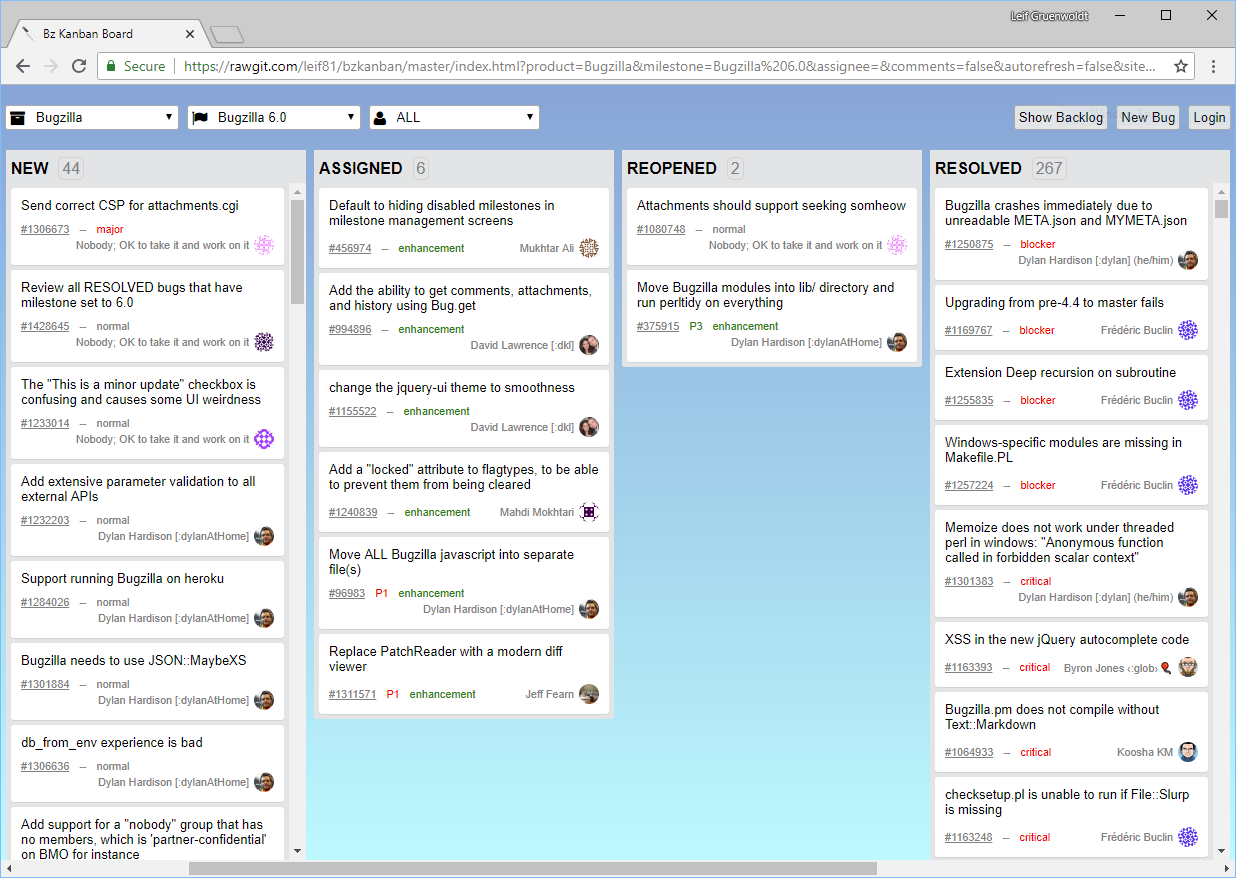 Leif Gruenwoldt
Bz Kanban Board
Secure
https://rawgit.com/leif81/bzkanban/master/index.html?product=Bugzilla&milestone=Bugzilla%206.0&assignee=&comments=false&autorefresh=false&site...
Bugzilla
Bugzilla 6.0
ALL
Show Backlog
New Bug
Login
NEW 44
Send correct CSP for attachments.cgi
#1306673 -- major
Nobody; OK to take it and work on it
Review all RESOLVED bugs that have
milestone set to 6.0
#1428645 -- normal
Nobody; OK to take it and work on it
The "This is a minor update" checkbox is
confusing and causes some UI weirdness
#1233014 -- normal
Nobody; OK to take it and work on it
Add extensive parameter validation to all
external APIs
#1232203 -- normal
Dylan Hardison [:dylanAtHome]
Support running Bugzilla on heroku
#1284026 -- normal
Dylan Hardison [:dylanAtHome]
Bugzilla needs to use JSON::MaybeXS
#1301884 -- normal
Dylan Hardison [:dylanAtHome]
db_from_env experience is bad
#1306636 -- normal
Dylan Hardison [:dylanAtHome]
Add support for a "nobody" group that has
no members, which is 'partner-confidential'
on BMO for instance
ASSIGNED 6
Default to hiding disabled milestones in
milestone management screens
#456974 -- enhancement Mukhtar Ali
Add the ability to get comments, attachments,
and history using Bug.get
#994896 -- enhancement
David Lawrence [:dkl]
change the jquery-ui theme to smoothness
#1155522 -- enhancement
David Lawrence [:dkl]
Add a "locked" attribute to flagtypes, to be able
to prevent them from being cleared
#1240839 -- enhancement Mahdi Mokhtari
Move ALL Bugzilla javascript into separate
file(s)
#96983 P1 enhancement
Dylan Hardison [:dylanAtHome]
Replace PatchReader with a modern diff
viewer
#1311571 P1 enhancement Jeff Fearn
REOPENED 2
Attachments should support seeking somheow
#1080748 -- normal
Nobody; OK to take it and work on it
Move Bugzilla modules into lib/ directory and
run perltidy on everything
#375915 P3 enhancement
Dylan Hardison [:dylanAtHome]
RESOLVED 267
Bugzilla crashes immediately due to
unreadable META.json and MYMETA.json
#1250875 -- blocker
Dylan Hardison [:dylan] (he/him)
Upgrading from pre-4.4 to master fails
#1169767 -- blocker Frédéric Buclin
Extension Deep recursion on subroutine
#1255835 -- blocker Frédéric Buclin
Windows-specific modules are missing in
Makefile.PL
#1257224 -- blocker Frédéric Buclin
Memoize does not work under threaded
perl in windows: "Anonymous function
called in forbidden scalar context"
#1301383 -- critical
Dylan Hardison [:dylan] (he/him)
XSS in the new jQuery autocomplete code
#1163393 -- critical Byron Jones ‹:glob› 🎈
Bugzilla.pm does not compile without
Text::Markdown
#1064933 -- critical Koosha KM
checksetup.pl is unable to run if File::Slurp
is missing
#1163248 -- critical Frédéric Buclin